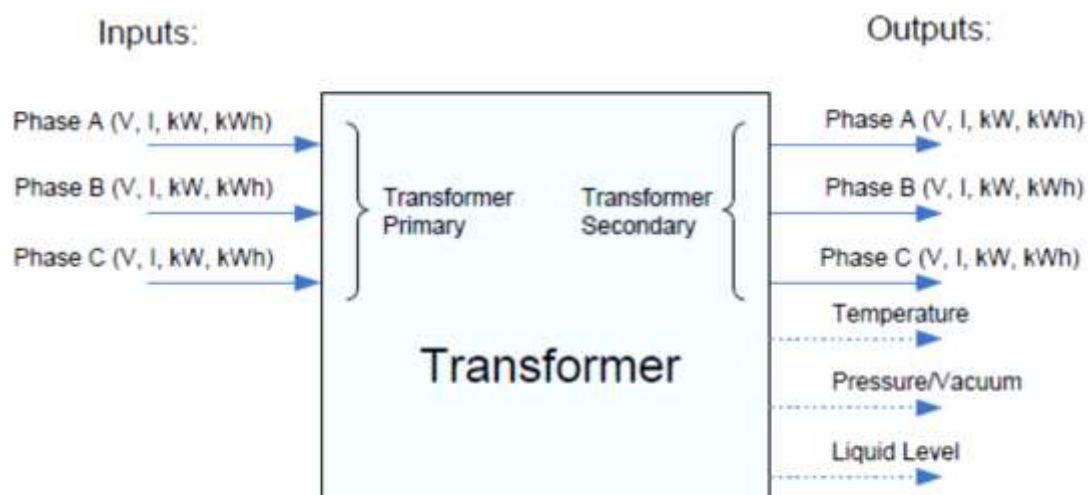 Inputs:
Outputs:
Phase A (V, I, kW, kWh)
Phase B (V, I, kW, kWh)
Phase C (V, I, kW, kWh)
Transformer
Primary
Transformer
Secondary
Transformer
Phase A (V, I, kW, kWh)
Phase B (V, I, kW, kWh)
Phase C (V, I, kW, kWh)
Temperature
Pressure/Vacuum
Liquid Level